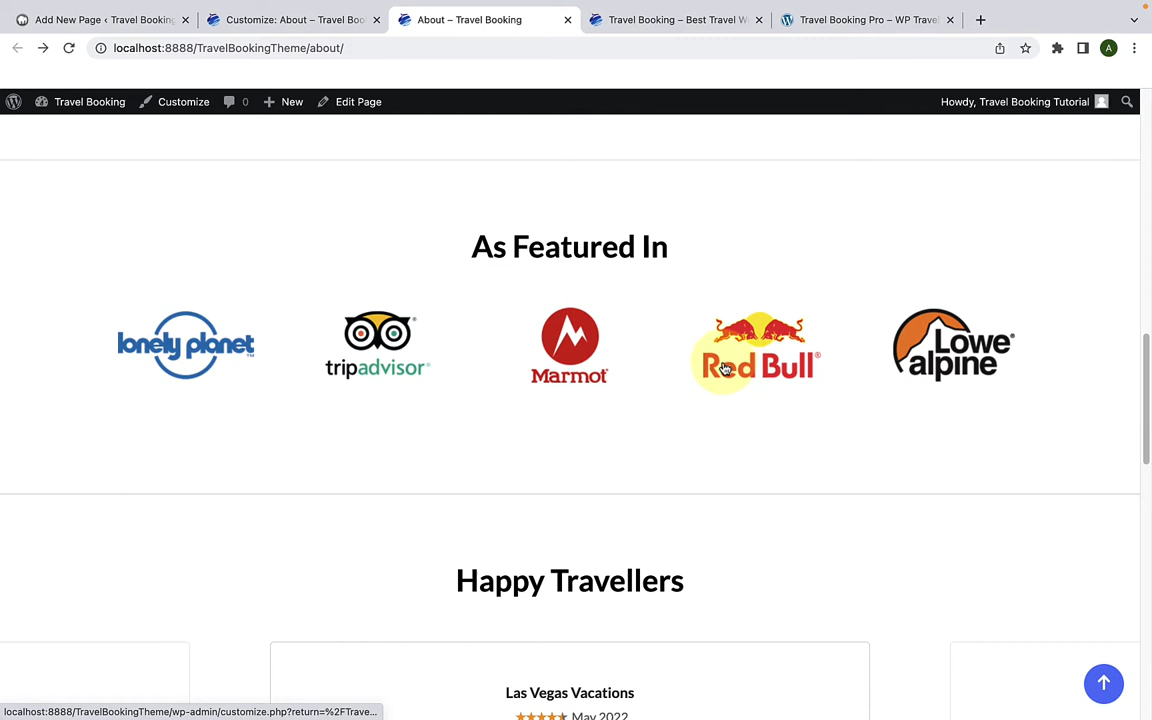 Add New Page ‹ Travel Booking
Customize: About – Travel Boo
About – Travel Booking
Travel Booking – Best Travel W
Travel Booking Pro – WP Travel
localhost:8888/TravelBookingTheme/about/
A
Travel Booking
Customize
0
New
Edit Page
Howdy, Travel Booking Tutorial
As Featured In
lonely planet™
tripadvisor®
Marmot
Red Bull®
Lowe®
alpine
Happy Travellers
Las Vegas Vacations
May 2022
localhost:8888/TravelBookingTheme/wp-admin/customize.php?return=%2FTrave...